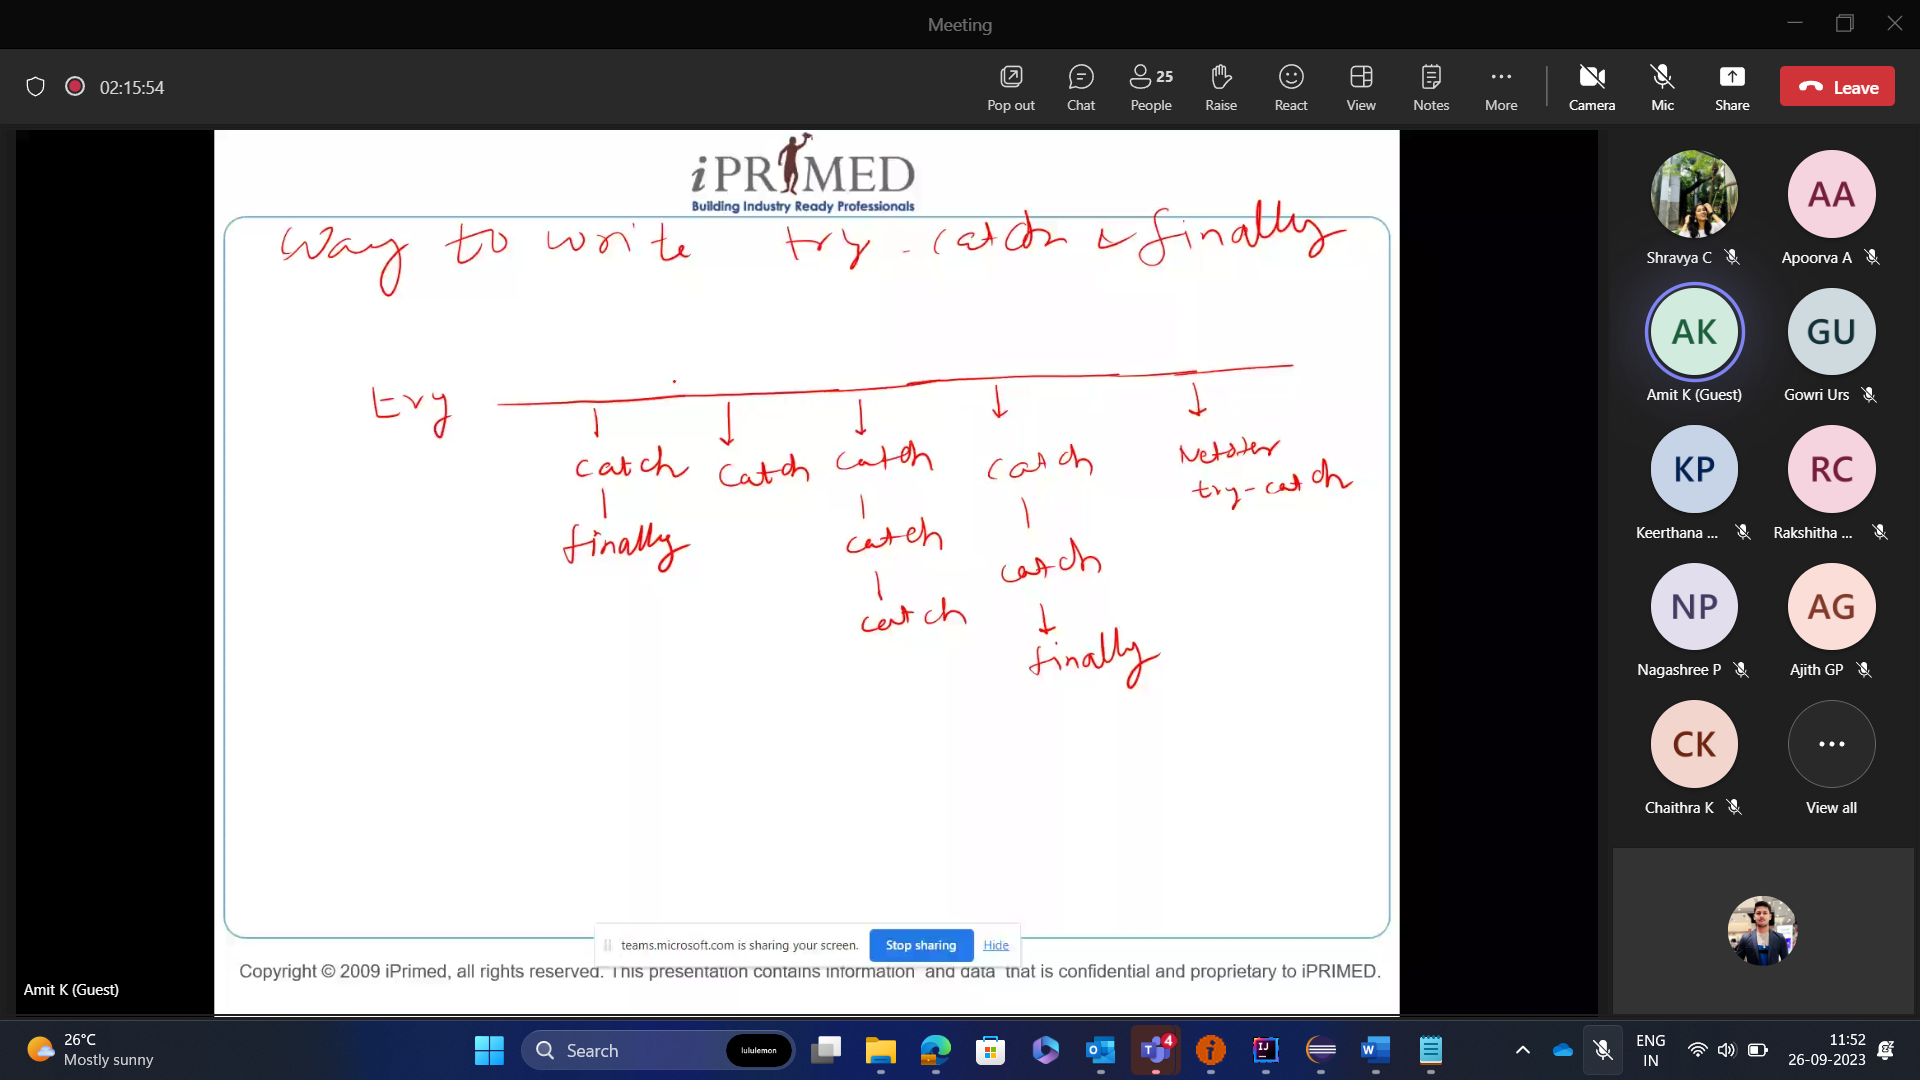 Meeting
02:15:54
Pop out
Chat
25
People
Raise
React
View
Notes
More
Camera
Mic
Share
Leave
iPRIMED
Building Industry Ready Professionals
Way to write try - catch & finally
try
catch
finally
catch
catch
catch
catch
catch
catch
finally
try-catch
Shravya C
AA
Apoorva A
AK
Amit K (Guest)
GU
Gowri Urs
KP
Keerthana ...
RC
Rakshitha ...
NP
Nagashree P
AG
Ajith GP
CK
Chaithra K
View all
teams.microsoft.com is sharing your screen.
Stop sharing
Hide
Copyright © 2009 iPrimed, all rights reserved. This presentation contains information and data that is confidential and proprietary to iPRIMED.
Amit K (Guest)
26°C
Mostly sunny
Search
lululemon
4
ENG
IN
11:52
26-09-2023